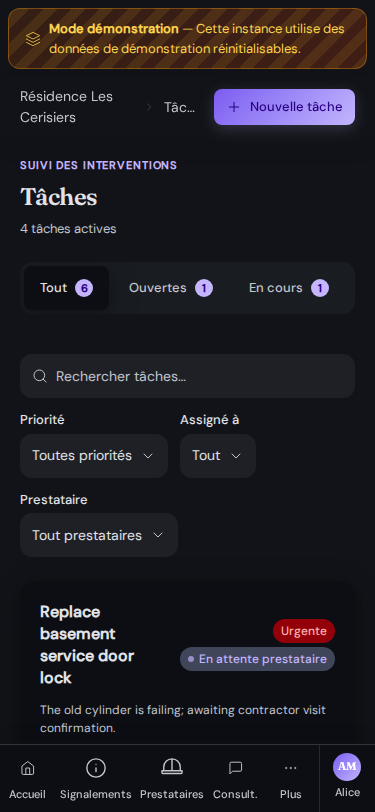 Mode démonstration — Cette instance utilise des
données de démonstration réinitialisables.
Résidence Les
Cerisiers
Tâc...
Nouvelle tâche
SUIVI DES INTERVENTIONS
Tâches
4 tâches actives
Tout 6
Ouvertes 1
En cours 1
Rechercher tâches...
Priorité
Assigné à
Toutes priorités
Tout
Prestataire
Tout prestataires
Replace
basement
service door
lock
Urgente
En attente prestataire
The old cylinder is failing; awaiting contractor visit
confirmation.
Accueil
Signalements
Prestataires
Consult.
Plus
AM
Alice